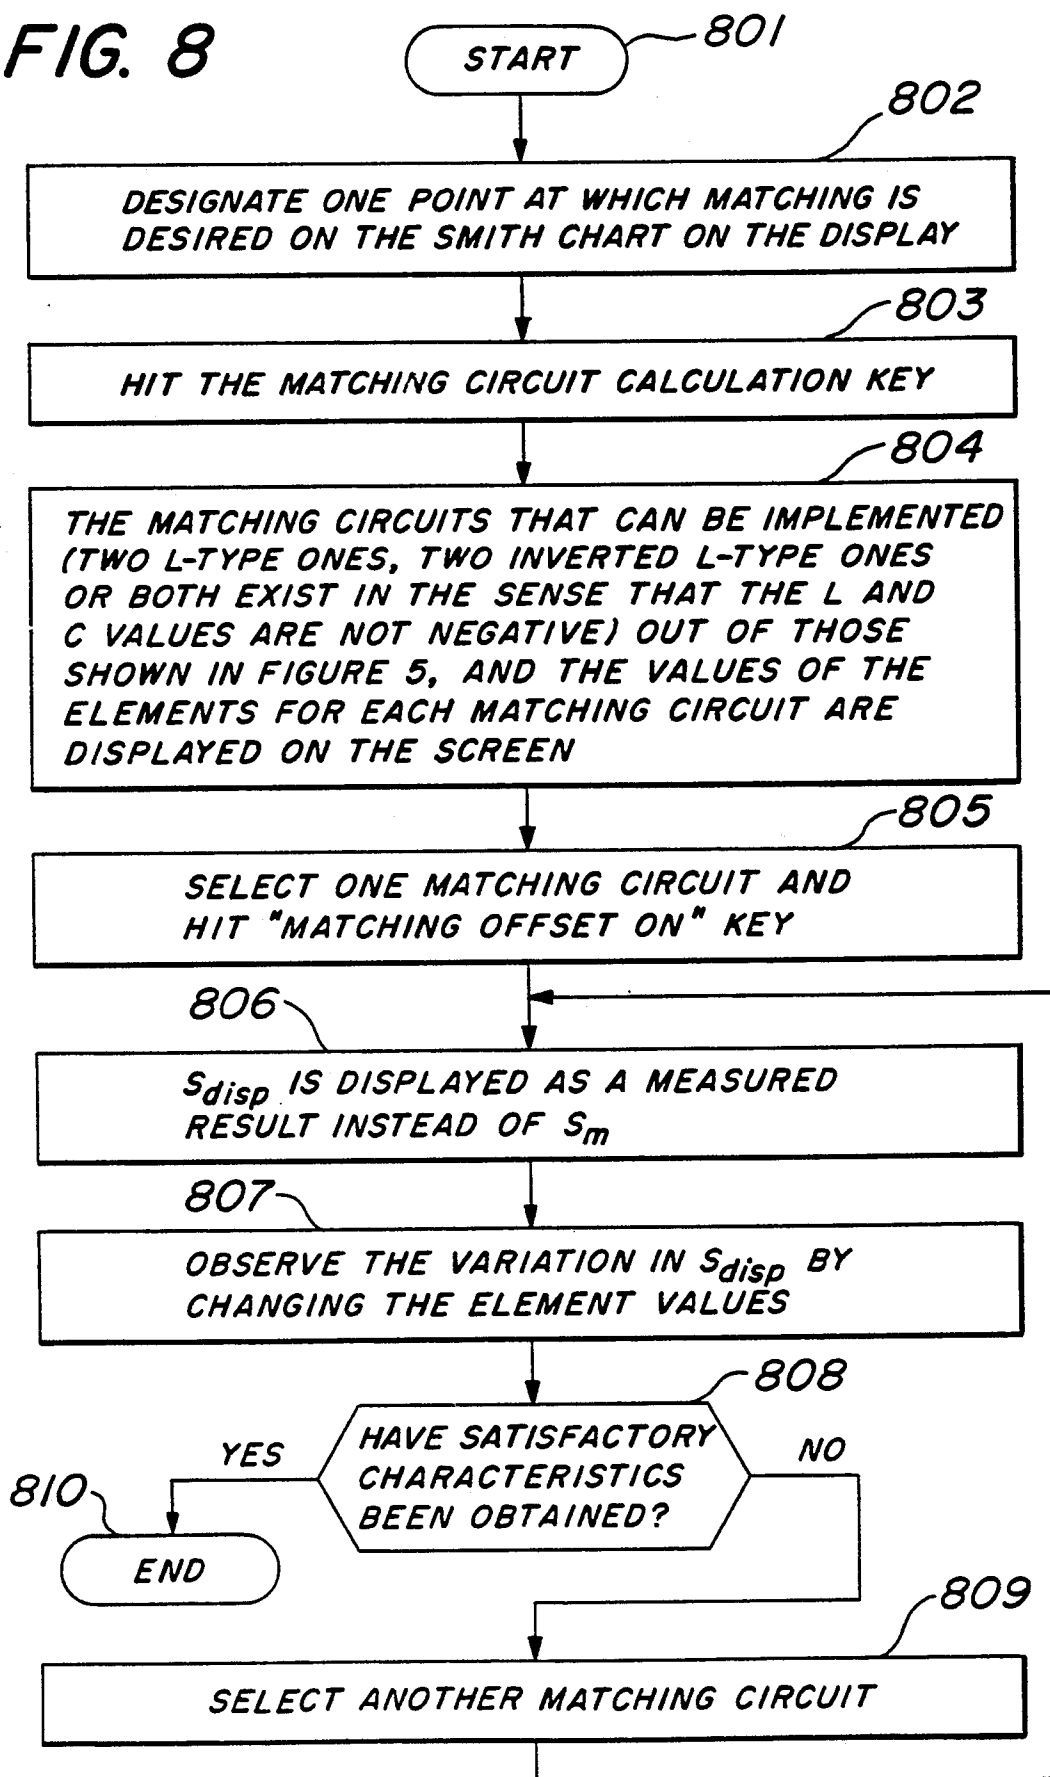 FIG. 8
START
801
802
DESIGNATE ONE POINT AT WHICH MATCHING IS
DESIRED ON THE SMITH CHART ON THE DISPLAY
803
HIT THE MATCHING CIRCUIT CALCULATION KEY
804
THE MATCHING CIRCUITS THAT CAN BE IMPLEMENTED
(TWO L-TYPE ONES, TWO INVERTED L-TYPE ONES
OR BOTH EXIST IN THE SENSE THAT THE L AND
C VALUES ARE NOT NEGATIVE) OUT OF THOSE
SHOWN IN FIGURE 5, AND THE VALUES OF THE
ELEMENTS FOR EACH MATCHING CIRCUIT ARE
DISPLAYED ON THE SCREEN
805
SELECT ONE MATCHING CIRCUIT AND
HIT "MATCHING OFFSET ON" KEY
806
Sdisp IS DISPLAYED AS A MEASURED
RESULT INSTEAD OF Sm
807
OBSERVE THE VARIATION IN Sdisp BY
CHANGING THE ELEMENT VALUES
808
HAVE SATISFACTORY
CHARACTERISTICS
BEEN OBTAINED?
YES
NO
810
END
809
SELECT ANOTHER MATCHING CIRCUIT